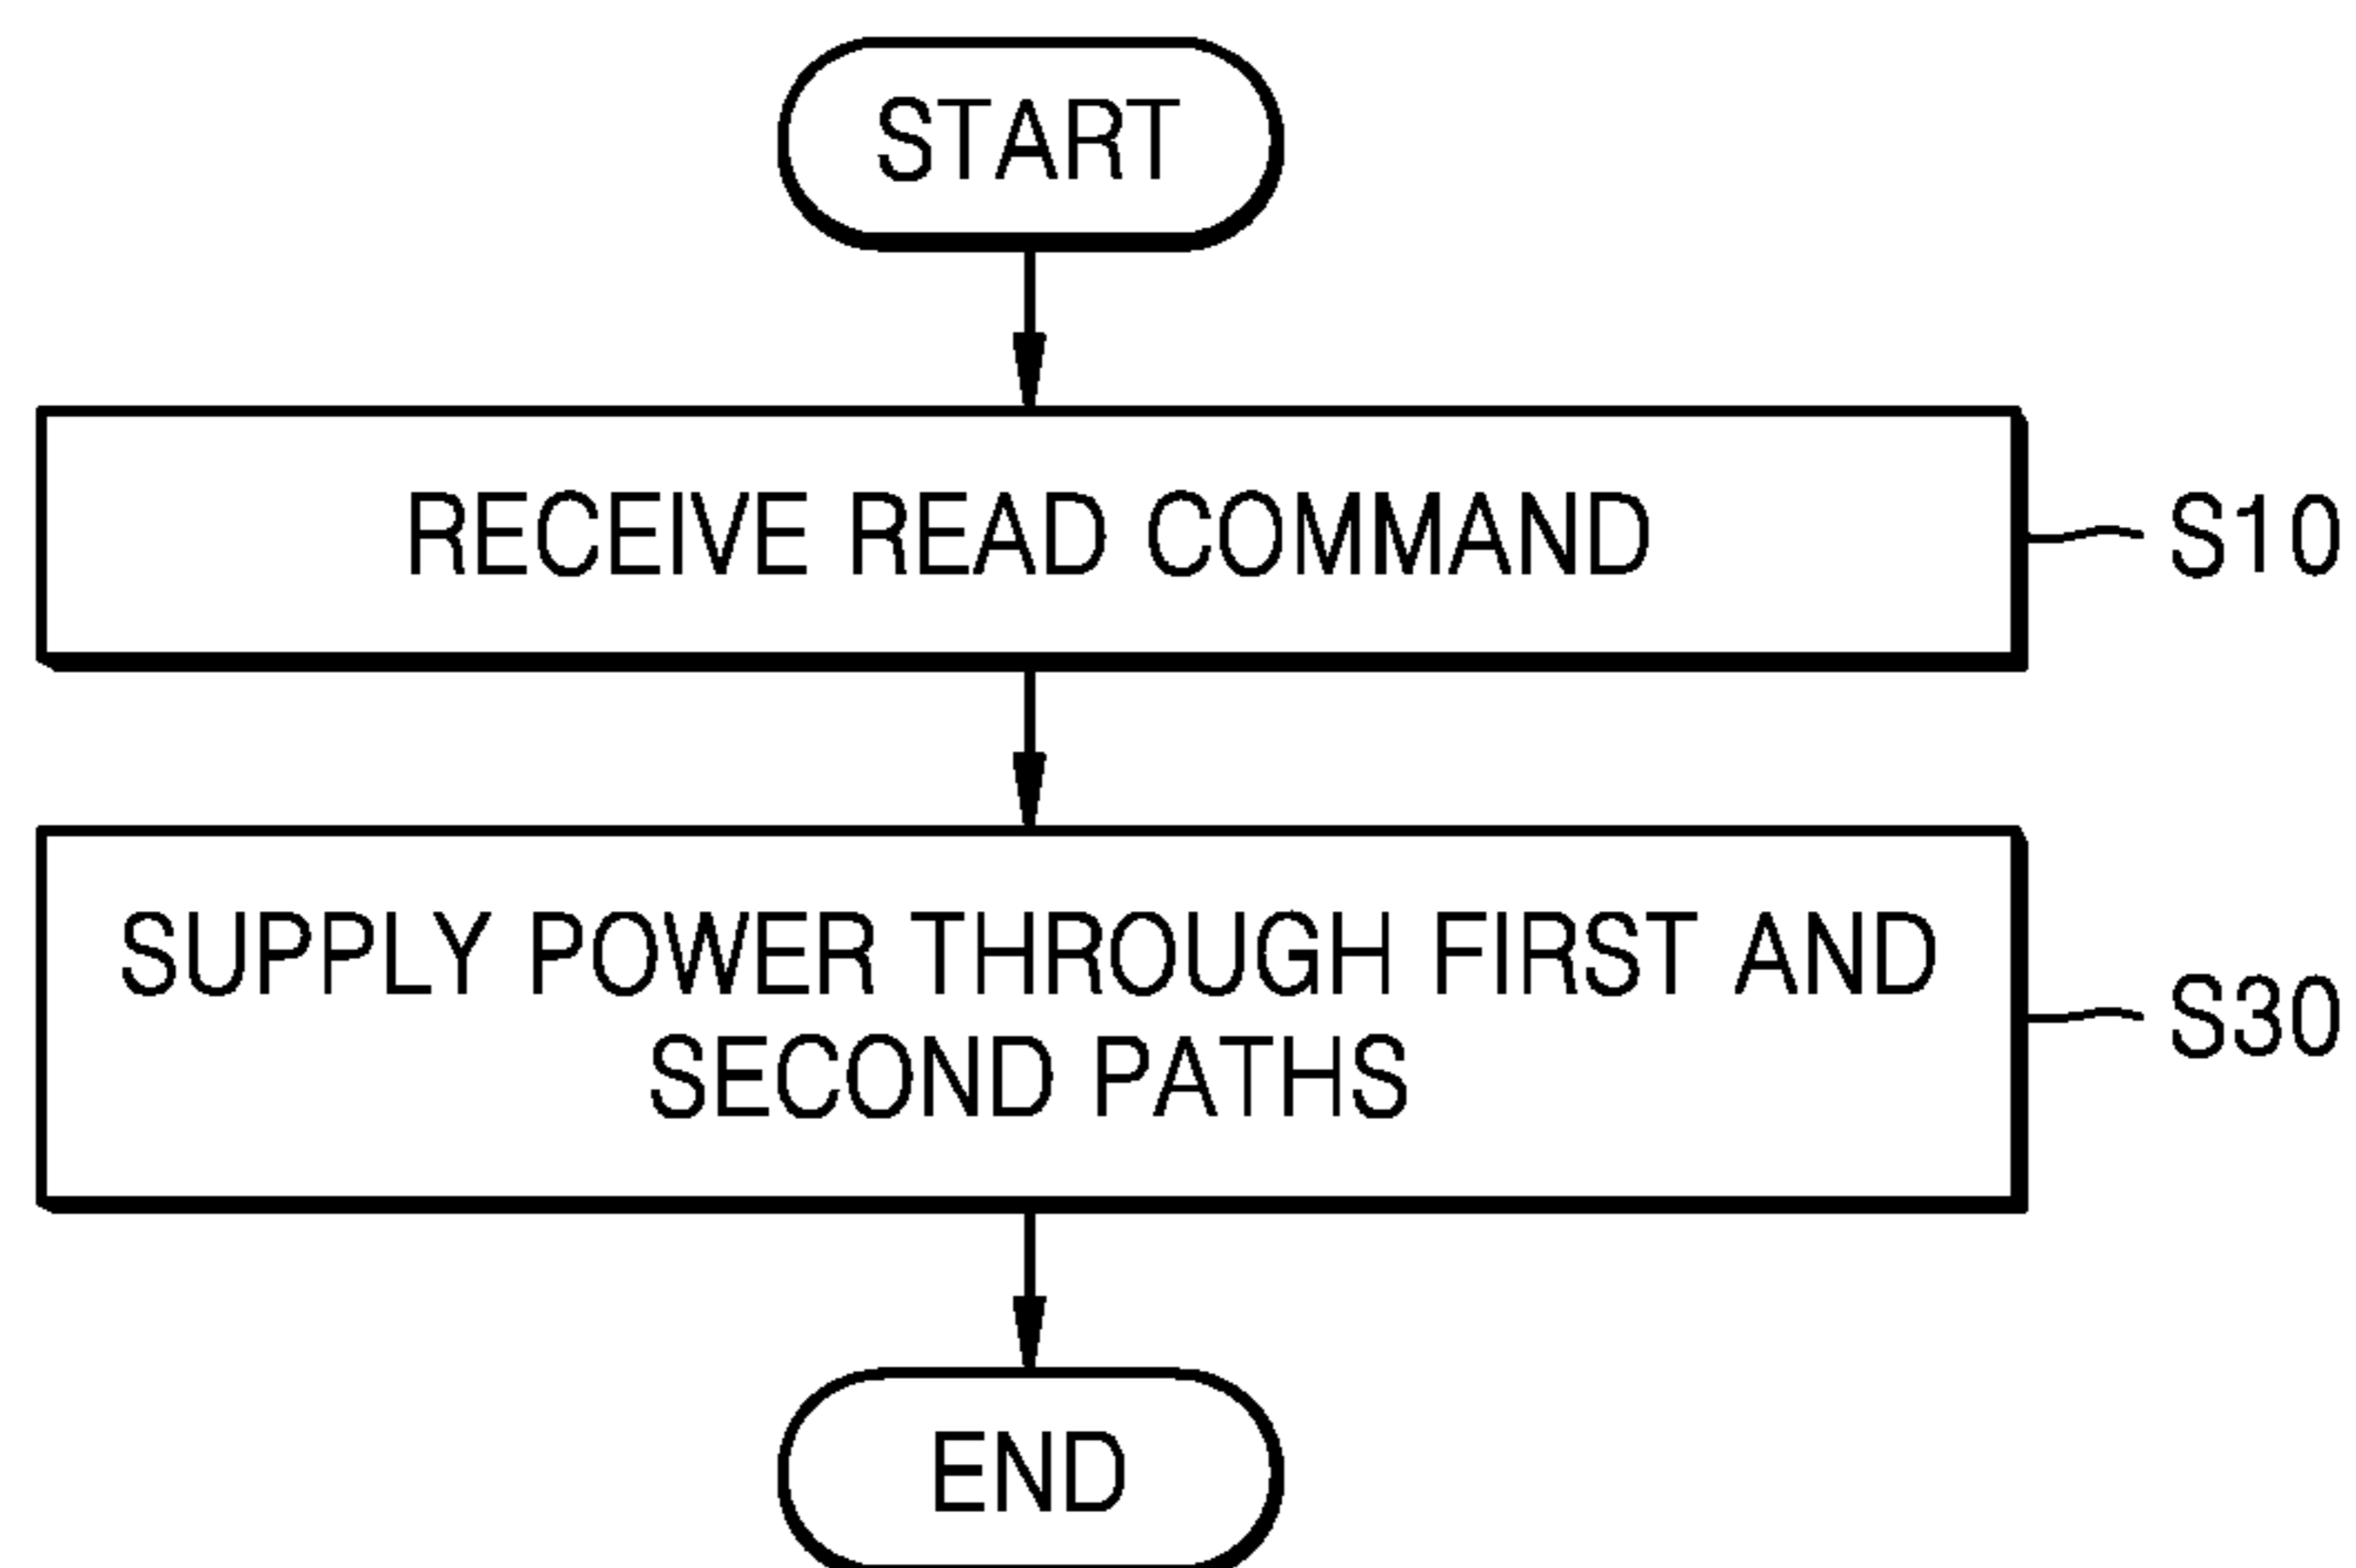 START
RECEIVE READ COMMAND
S10
SUPPLY POWER THROUGH FIRST AND
SECOND PATHS
S30
END